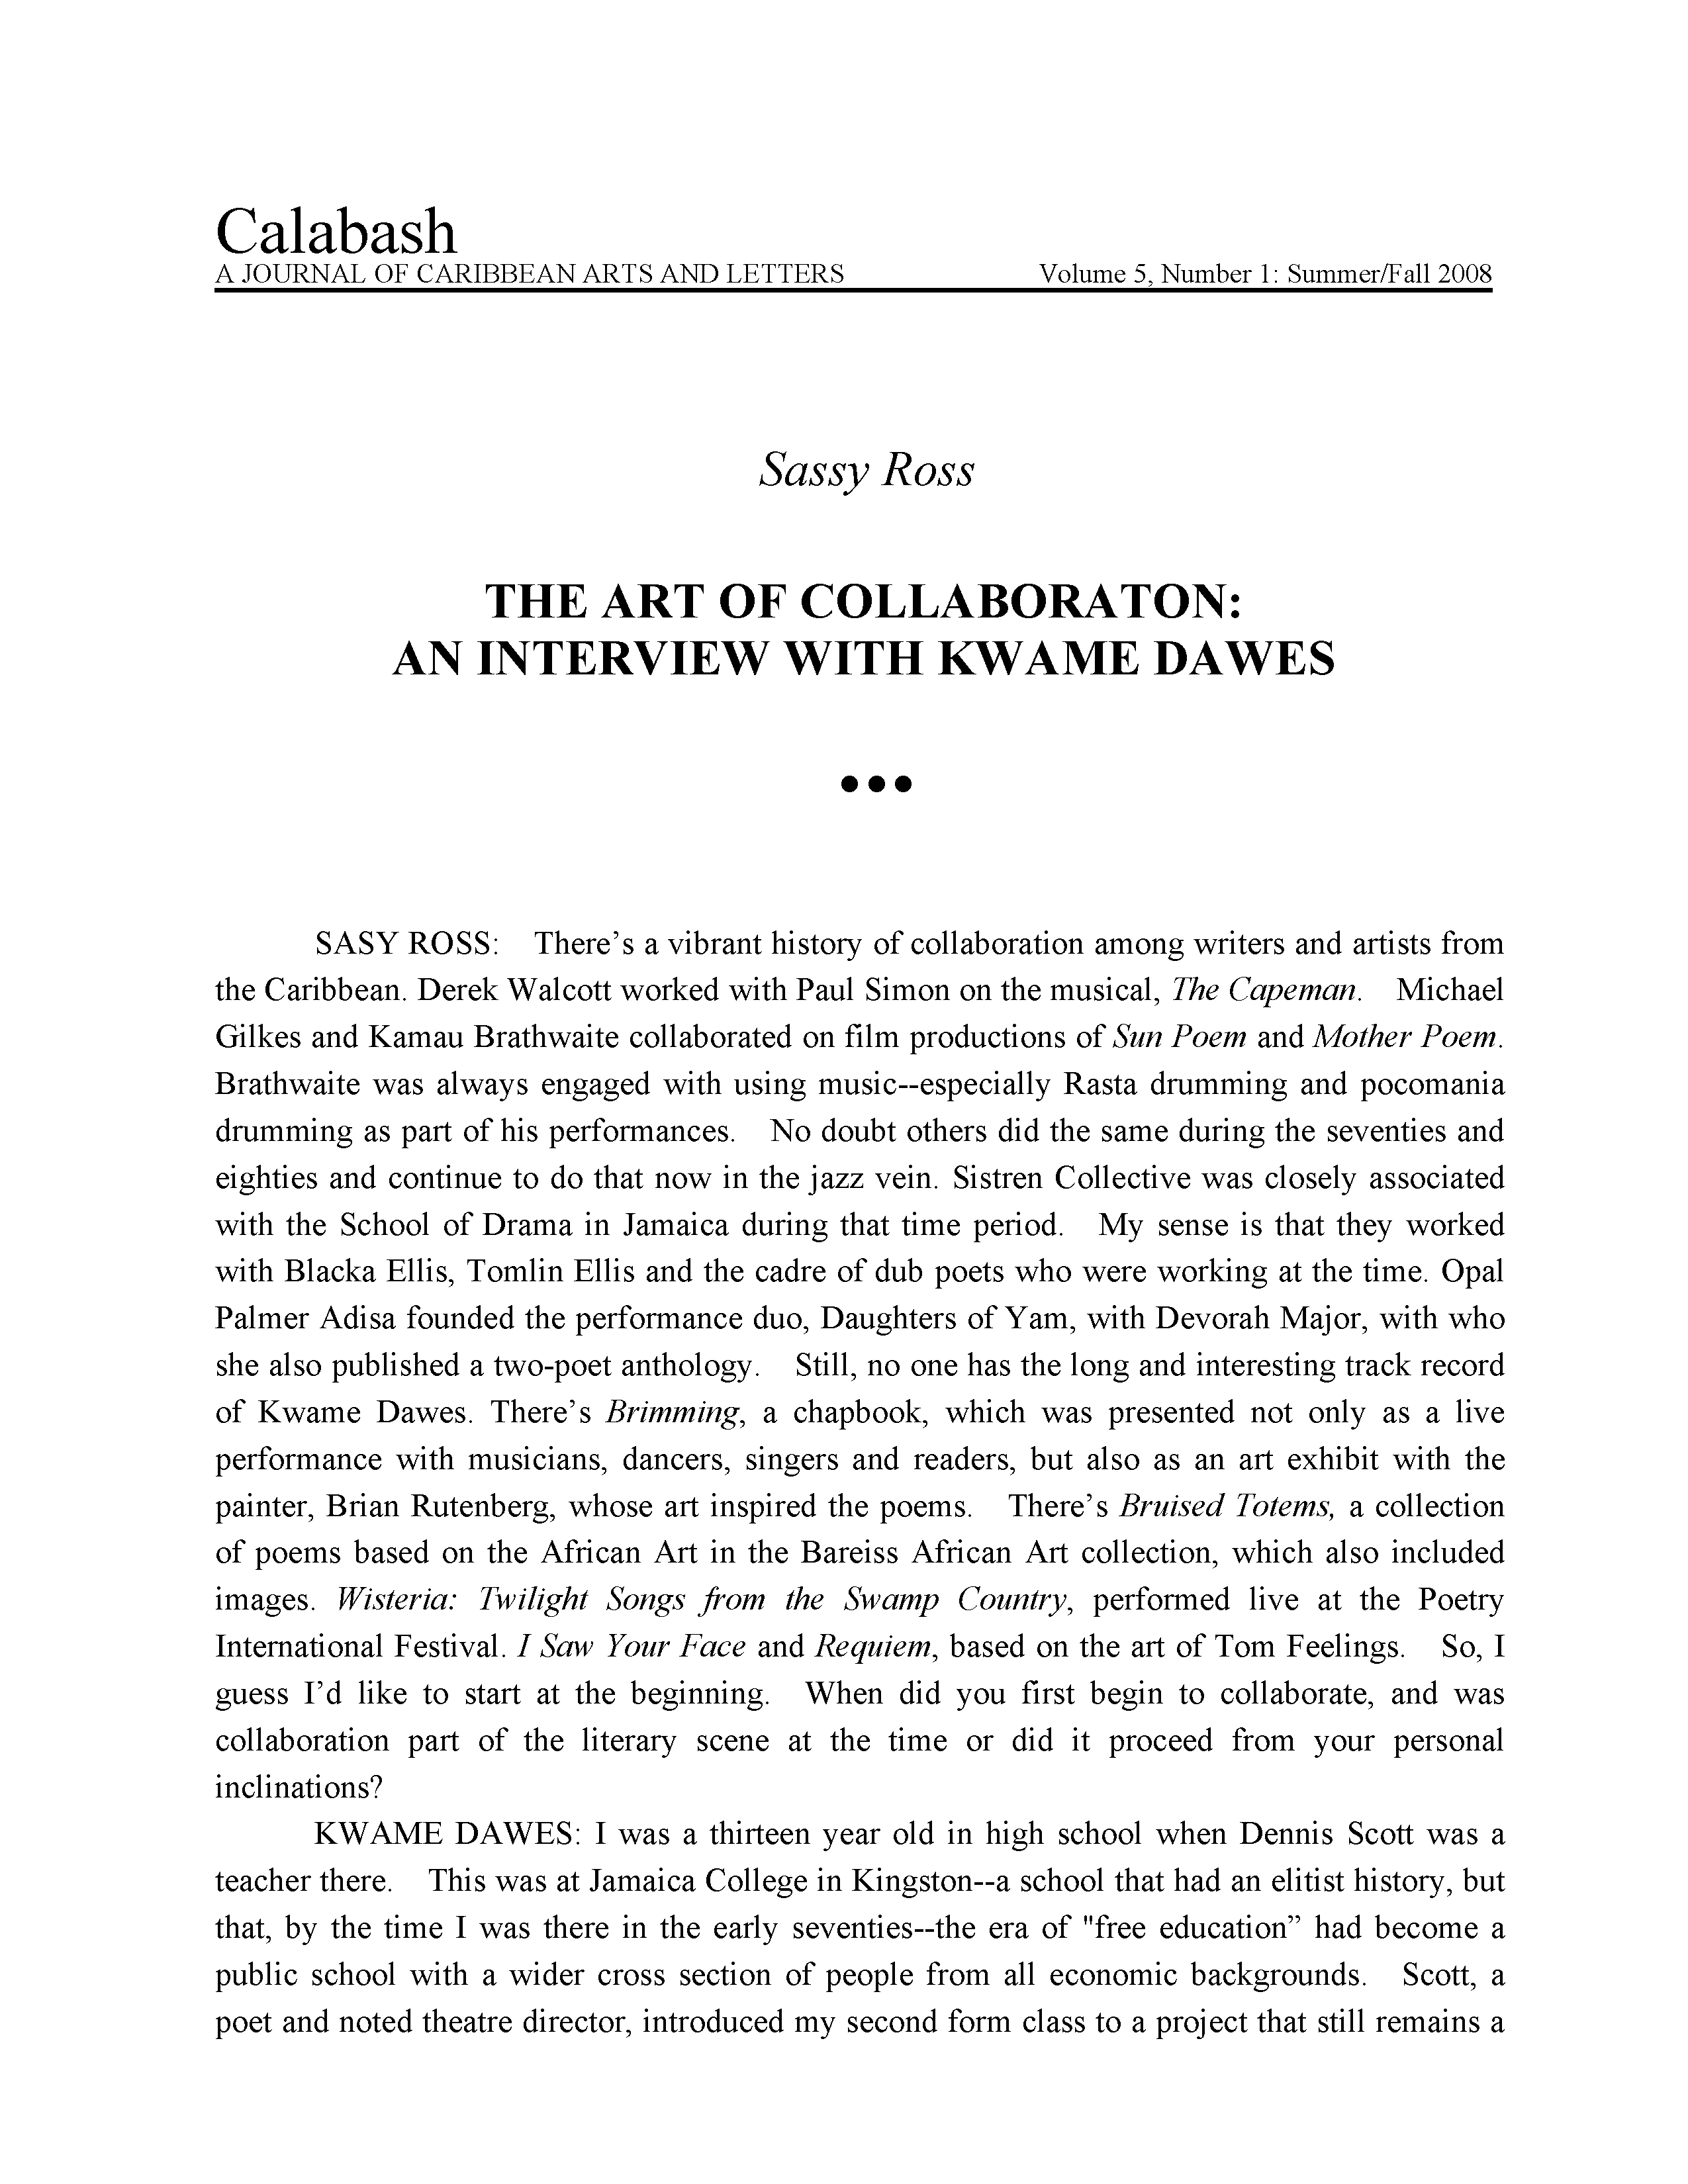 Calabash
A JOURNAL OF CARIBBEAN ARTS AND LETTERS Volume 5, Number 1: Summer/Fall 2008
Sassy Ross
THE ART OF COLLABORATON:
AN INTERVIEW WITH KWAME DAWES
•••
SASY ROSS: There’s a vibrant history of collaboration among writers and artists from
the Caribbean. Derek Walcott worked with Paul Simon on the musical, The Capeman. Michael
Gilkes and Kamau Brathwaite collaborated on film productions of Sun Poem and Mother Poem.
Brathwaite was always engaged with using music--especially Rasta drumming and pocomania
drumming as part of his performances. No doubt others did the same during the seventies and
eighties and continue to do that now in the jazz vein. Sistren Collective was closely associated
with the School of Drama in Jamaica during that time period. My sense is that they worked
with Blacka Ellis, Tomlin Ellis and the cadre of dub poets who were working at the time. Opal
Palmer Adisa founded the performance duo, Daughters of Yam, with Devorah Major, with who
she also published a two-poet anthology. Still, no one has the long and interesting track record
of Kwame Dawes. There’s Brimming, a chapbook, which was presented not only as a live
performance with musicians, dancers, singers and readers, but also as an art exhibit with the
painter, Brian Rutenberg, whose art inspired the poems. There’s Bruised Totems, a collection
of poems based on the African Art in the Bareiss African Art collection, which also included
images. Wisteria: Twilight Songs from the Swamp Country, performed live at the Poetry
International Festival. I Saw Your Face and Requiem, based on the art of Tom Feelings. So, I
guess I’d like to start at the beginning. When did you first begin to collaborate, and was
collaboration part of the literary scene at the time or did it proceed from your personal
inclinations?
KWAME DAWES: I was a thirteen year old in high school when Dennis Scott was a
teacher there. This was at Jamaica College in Kingston--a school that had an elitist history, but
that, by the time I was there in the early seventies--the era of "free education” had become a
public school with a wider cross section of people from all economic backgrounds. Scott, a
poet and noted theatre director, introduced my second form class to a project that still remains a